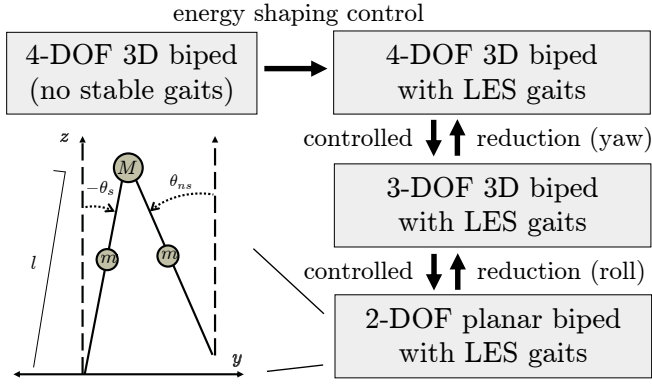 energy shaping control
4-DOF 3D biped
(no stable gaits)
4-DOF 3D biped
with LES gaits
controlled
reduction (yaw)
3-DOF 3D biped
with LES gaits
controlled
reduction (roll)
2-DOF planar biped
with LES gaits
z
M
−θs
θns
m
m
l
y